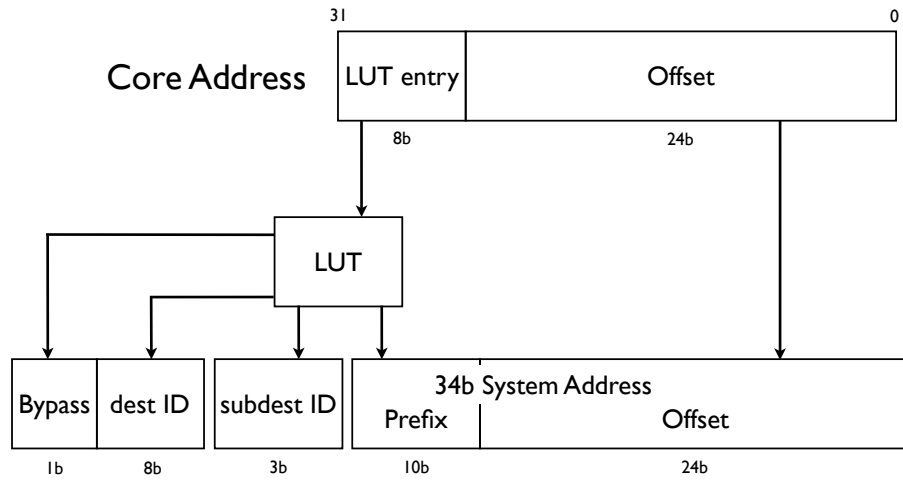 31 0
Core Address LUT entry Offset
8b 24b
LUT
34b System Address
Bypass dest ID subdest ID Prefix Offset
1b 8b 3b 10b 24b